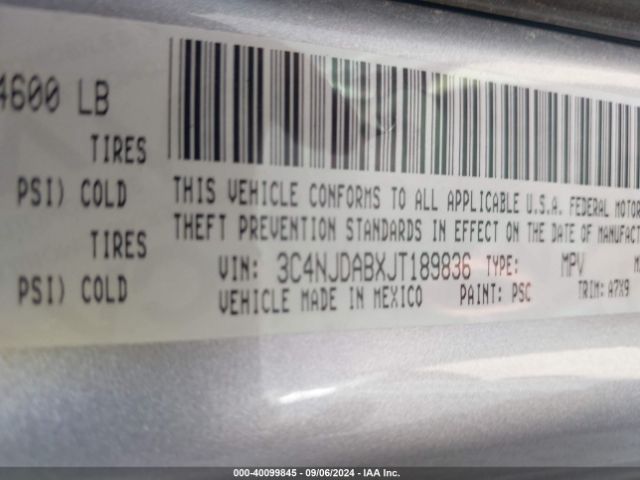 4600 LB
TIRES
PSI) COLD
TIRES
PSI) COLD
THIS VEHICLE CONFORMS TO ALL APPLICABLE U.S.A. FEDERAL MOTOR
THEFT PREVENTION STANDARDS IN EFFECT ON THE DATE OF MANUFACT
VIN: 3C4NJDABXJT189836 TYPE: MPV
VEHICLE MADE IN MEXICO PAINT: PSC TRIM: A7X9
000-40099845 - 09/06/2024 - IAA Inc.